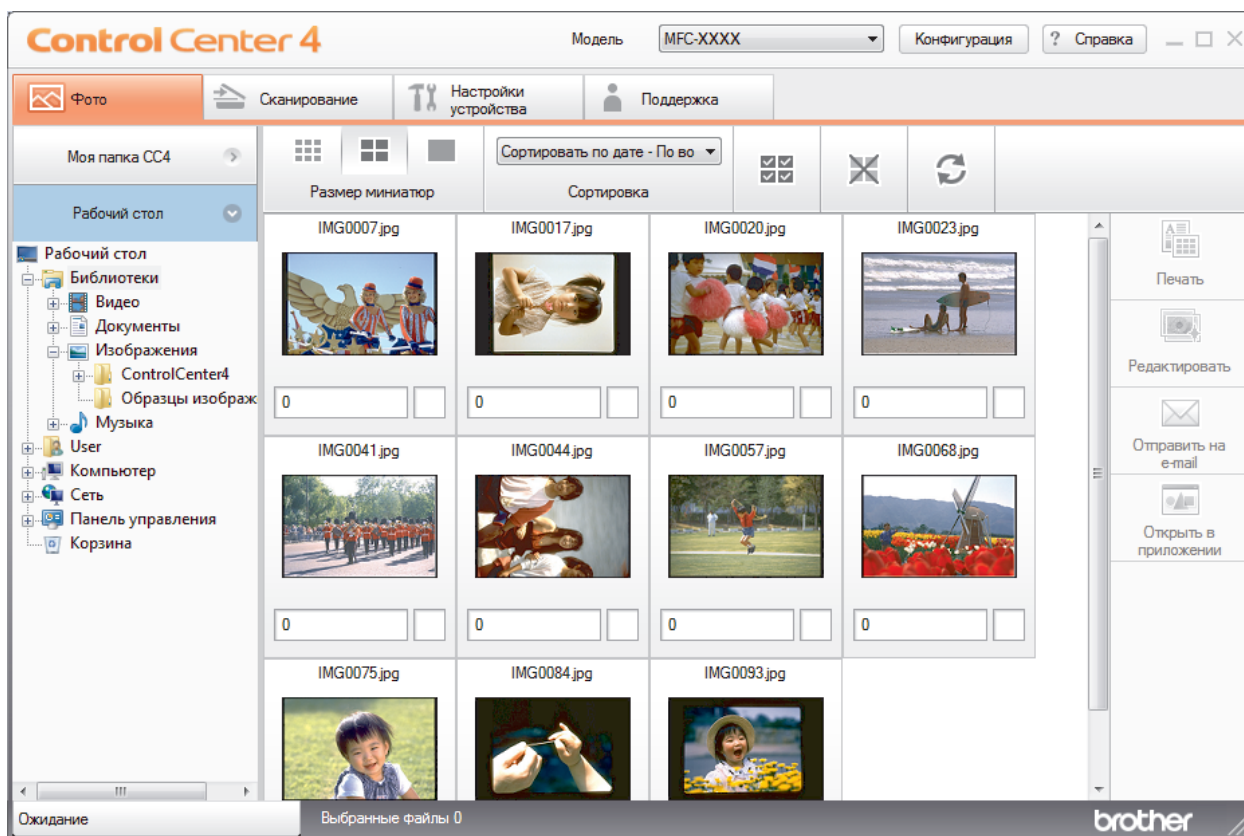 Control Center 4
Модель
MFC-XXXX
Конфигурация
? Справка
Фото
Сканирование
Настройки
устройства
Поддержка
Моя папка CC4
Рабочий стол
Размер миниатюр
Сортировать по дате - По во
Сортировка
Рабочий стол
Библиотеки
Видео
Документы
Изображения
ControlCenter4
Образцы изображ
Музыка
User
Компьютер
Сеть
Панель управления
Корзина
IMG0007.jpg
IMG0017.jpg
IMG0020.jpg
IMG0023.jpg
0
0
0
0
IMG0041.jpg
IMG0044.jpg
IMG0057.jpg
IMG0068.jpg
0
0
0
0
IMG0075.jpg
IMG0084.jpg
IMG0093.jpg
Печать
Редактировать
Отправить на
e-mail
Открыть в
приложении
Ожидание
Выбранные файлы 0
brother